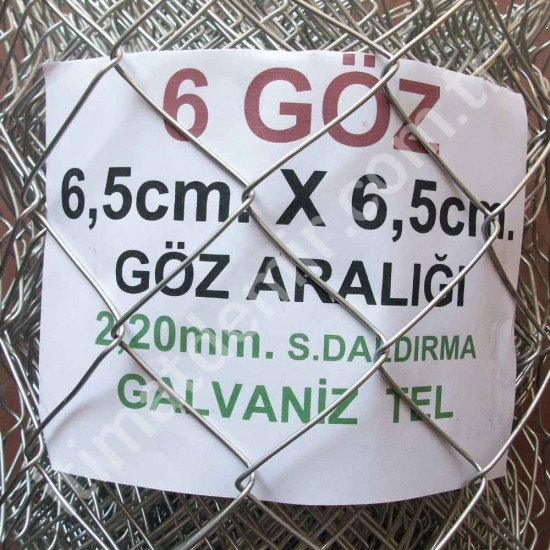 6 GÖZ
6,5cm. X 6,5cm.
GÖZ ARALIĞI
2,20mm. S.DALDIRMA
GALVANİZ TEL